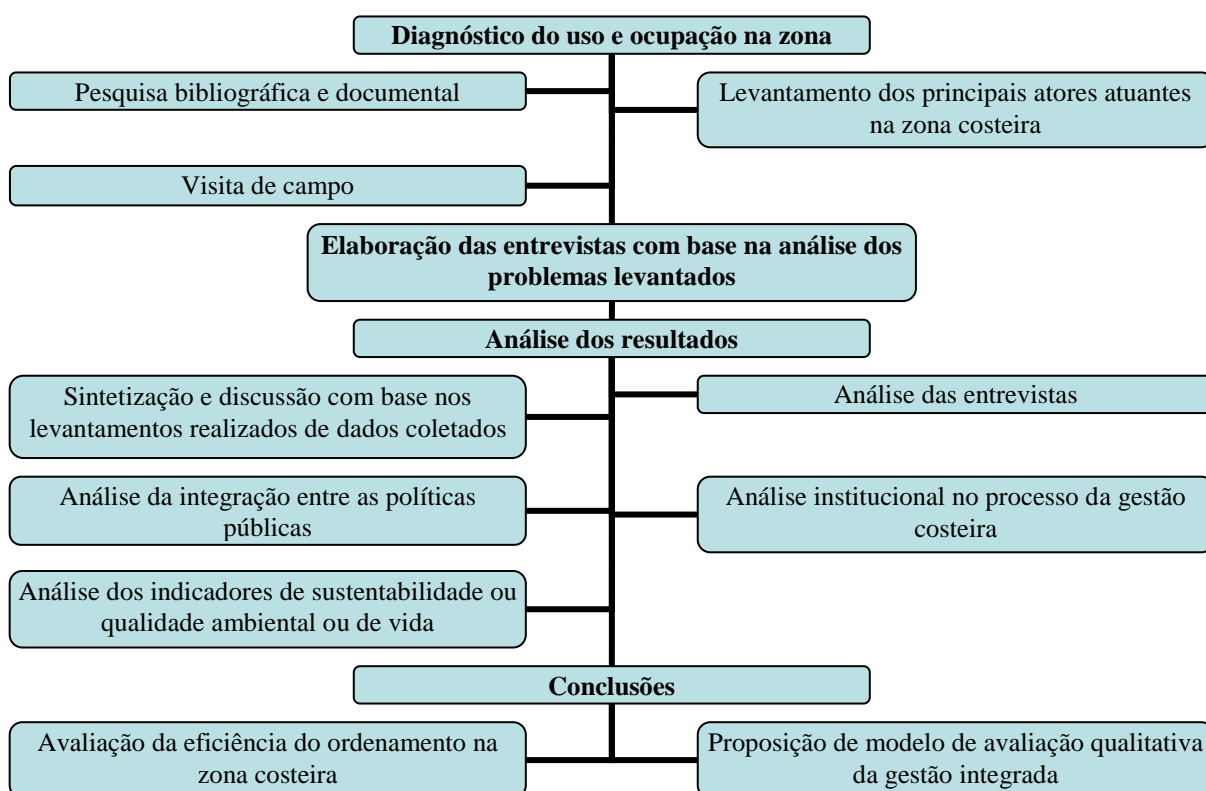 Diagnóstico do uso e ocupação na zona
Pesquisa bibliográfica e documental
Levantamento dos principais atores atuantes
na zona costeira
Visita de campo
Elaboração das entrevistas com base na análise dos
problemas levantados
Análise dos resultados
Sintetização e discussão com base nos
levantamentos realizados de dados coletados
Análise das entrevistas
Análise da integração entre as políticas
públicas
Análise institucional no processo da gestão
costeira
Análise dos indicadores de sustentabilidade ou
qualidade ambiental ou de vida
Conclusões
Avaliação da eficiência do ordenamento na
zona costeira
Proposição de modelo de avaliação qualitativa
da gestão integrada